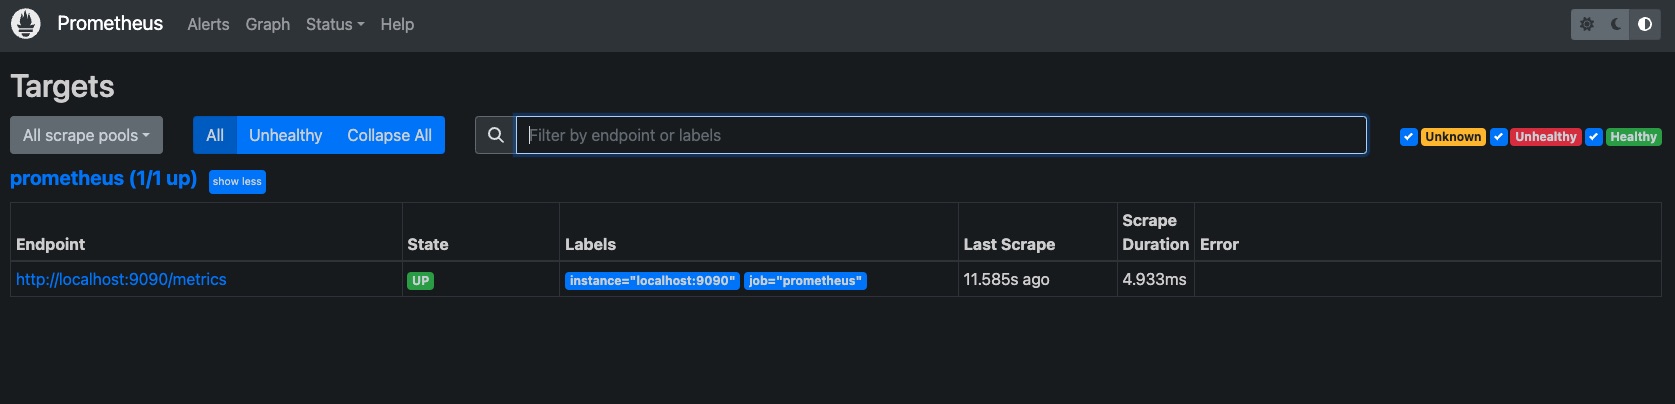 Prometheus Alerts Graph Status Help
Targets
All scrape pools All Unhealthy Collapse All Filter by endpoint or labels Unknown Unhealthy Healthy
prometheus (1/1 up) show less
Endpoint State Labels Last Scrape Scrape Duration Error
http://localhost:9090/metrics UP instance="localhost:9090" job="prometheus" 11.585s ago 4.933ms